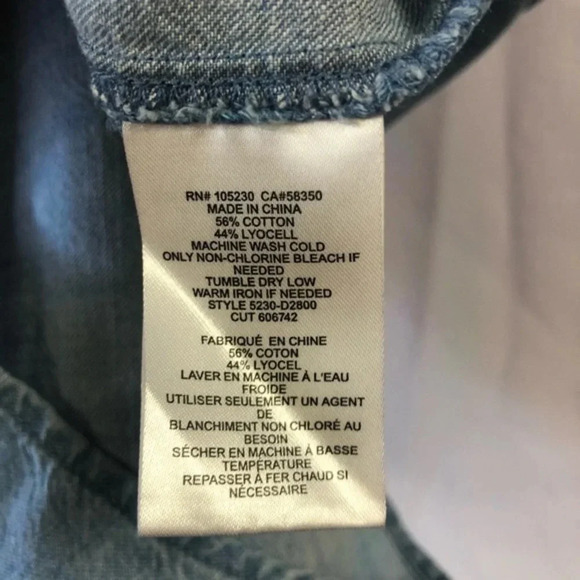 RN# 105230 CA#58350
MADE IN CHINA
56% COTTON
44% LYOCELL
MACHINE WASH COLD
ONLY NON-CHLORINE BLEACH IF
NEEDED
TUMBLE DRY LOW
WARM IRON IF NEEDED
STYLE 5230-D2800
CUT 606742
FABRIQUÉ EN CHINE
56% COTON
44% LYOCEL
LAVER EN MACHINE À L'EAU
FROIDE
UTILISER SEULEMENT UN AGENT
DE
BLANCHIMENT NON CHLORÉ AU
BESOIN
SÉCHER EN MACHINE À BASSE
TEMPÉRATURE
REPASSER À FER CHAUD SI
NÉCESSAIRE